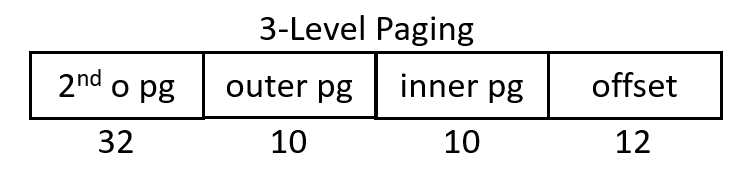 3-Level Paging
2nd o pg outer pg inner pg offset
32 10 10 12